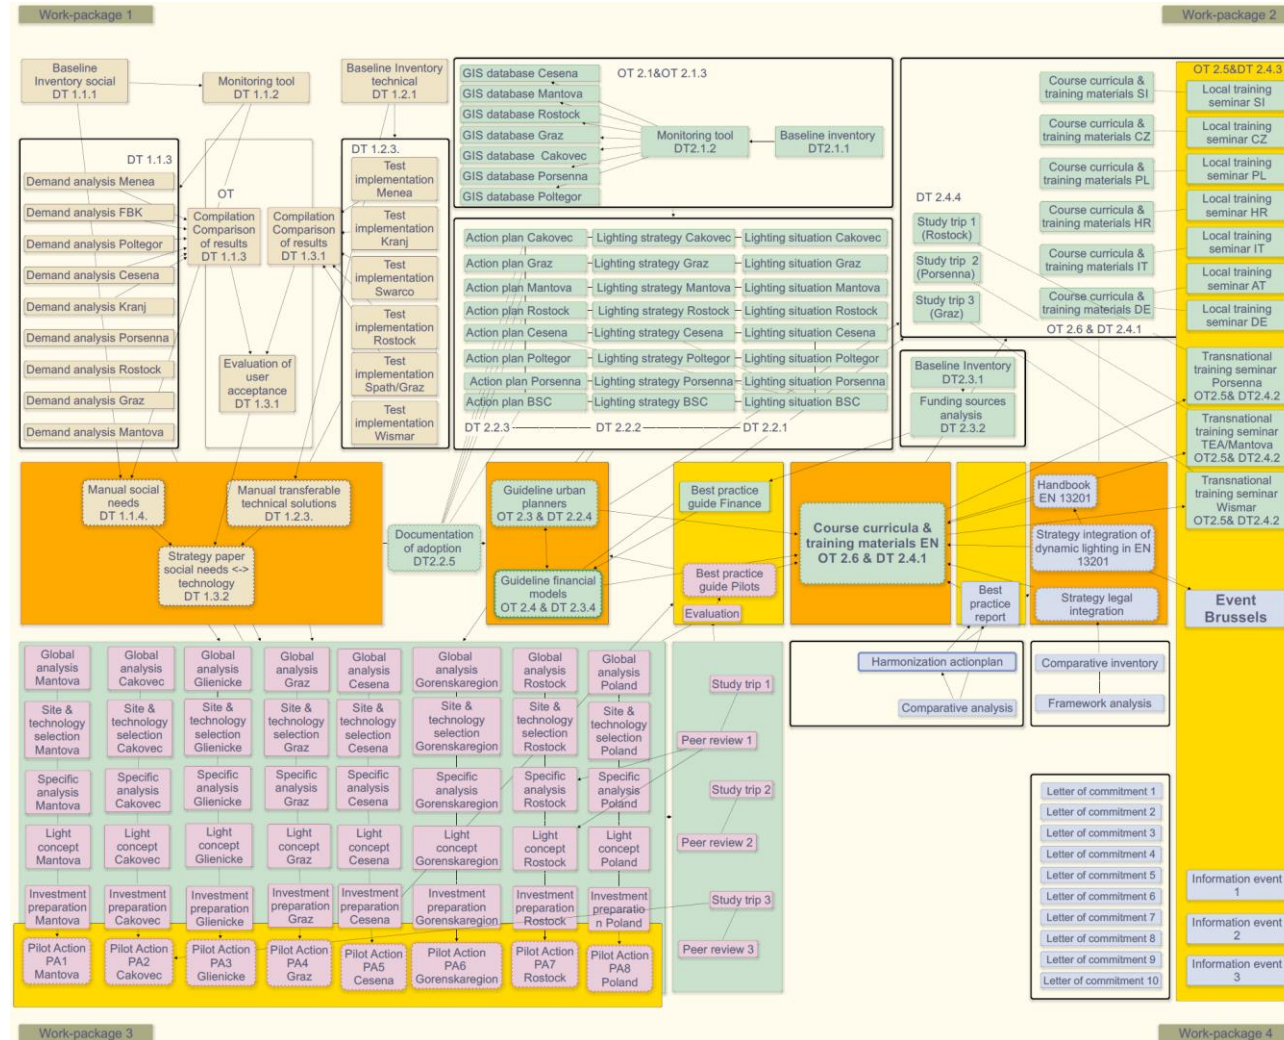 Work-package 1
Work-package 2
Baseline
Inventory social
DT 1.1.1
Monitoring tool
DT 1.1.2
Baseline Inventory
technical
DT 1.2.1
DT 1.1.3
Demand analysis Menea
Demand analysis FBK
Demand analysis Poltegor
Demand analysis Cesena
Demand analysis Kranj
Demand analysis Porsenna
Demand analysis Rostock
Demand analysis Graz
Demand analysis Mantova
OT
Compilation
Comparison
of results
DT 1.1.3
Compilation
Comparison
of results
DT 1.3.1
Evaluation of
user
acceptance
DT 1.3.1
DT 1.2.3.
Test
implementation
Menea
Test
implementation
Kranj
Test
implementation
Swarco
Test
implementation
Rostock
Test
implementation
Spath/Graz
Test
implementation
Wismar
OT 2.1&OT 2.1.3
GIS database Cesena
GIS database Mantova
GIS database Rostock
GIS database Graz
GIS database  Cakovec
GIS database Porsenna
GIS database Poltegor
Monitoring tool
DT2.1.2
Baseline inventory
DT2.1.1
Action plan Cakovec
Lighting strategy Cakovec
Lighting situation Cakovec
Action plan Graz
Lighting strategy Graz
Lighting situation Graz
Action plan Mantova
Lighting strategy Mantova
Lighting situation Mantova
Action plan Rostock
Lighting strategy Rostock
Lighting situation Rostock
Action plan Cesena
Lighting strategy Cesena
Lighting situation Cesena
Action plan Poltegor
Lighting strategy Poltegor
Lighting situation Poltegor
Action plan Porsenna
Lighting strategy Porsenna
Lighting situation Porsenna
Action plan BSC
Lighting strategy BSC
Lighting situation BSC
DT 2.2.3
DT 2.2.2
DT 2.2.1
DT 2.4.4
Study trip 1
(Rostock)
Study trip  2
(Porsenna)
Study trip 3
(Graz)
Course curricula &
training materials SI
Course curricula &
training materials CZ
Course curricula &
training materials PL
Course curricula &
training materials HR
Course curricula &
training materials IT
Course curricula &
training materials DE
OT 2.6 & DT 2.4.1
OT 2.5&DT 2.4.3
Local training
seminar SI
Local training
seminar CZ
Local training
seminar PL
Local training
seminar HR
Local training
seminar IT
Local training
seminar AT
Local training
seminar DE
Baseline Inventory
DT2.3.1
Funding sources
analysis
DT 2.3.2
Transnational
training seminar
Porsenna
OT2.5& DT2.4.2
Transnational
training seminar
TEA/Mantova
OT2.5& DT2.4.2
Transnational
training seminar
Wismar
OT2.5& DT2.4.2
Manual social
needs
DT 1.1.4.
Manual transferable
technical solutions
DT 1.2.3.
Strategy paper
social needs <->
technology
DT 1.3.2
Documentation
of adoption
DT2.2.5
Guideline urban
planners
OT 2.3 & DT 2.2.4
Guideline financial
models
OT 2.4 & DT 2.3.4
Best practice
guide Finance
Best practice
guide Pilots
Evaluation
Course curricula &
training materials EN
OT 2.6 & DT 2.4.1
Best
practice
report
Handbook
EN 13201
Strategy integration of
dynamic lighting in EN
13201
Strategy legal
integration
Event
Brussels
Global
analysis
Mantova
Global
analysis
Cakovec
Global
analysis
Glienicke
Global
analysis
Graz
Global
analysis
Cesena
Global
analysis
Gorenskaregion
Global
analysis
Rostock
Global
analysis
Poland
Site &
technology
selection
Mantova
Site &
technology
selection
Cakovec
Site &
technology
selection
Glienicke
Site &
technology
selection
Graz
Site &
technology
selection
Cesena
Site &
technology
selection
Gorenskaregion
Site &
technology
selection
Rostock
Site &
technology
selection
Poland
Specific
analysis
Mantova
Specific
analysis
Cakovec
Specific
analysis
Glienicke
Specific
analysis
Graz
Specific
analysis
Cesena
Specific
analysis
Gorenskaregion
Specific
analysis
Rostock
Specific
analysis
Poland
Light
concept
Mantova
Light
concept
Cakovec
Light
concept
Glienicke
Light
concept
Graz
Light
concept
Cesena
Light
concept
Gorenskaregion
Light
concept
Rostock
Light
concept
Poland
Investment
preparation
Mantova
Investment
preparation
Cakovec
Investment
preparation
Glienicke
Investment
preparation
Graz
Investment
preparation
Cesena
Investment
preparation
Gorenskaregion
Investment
preparation
Rostock
Investment
preparatio
n Poland
Pilot Action
PA1
Mantova
Pilot Action
PA2
Cakovec
Pilot Action
PA3
Glienicke
Pilot Action
PA4
Graz
Pilot Action
PA5
Cesena
Pilot Action
PA6
Gorenskaregion
Pilot Action
PA7
Rostock
Pilot Action
PA8
Poland
Study trip 1
Peer review 1
Study trip 2
Peer review 2
Study trip 3
Peer review 3
Harmonization actionplan
Comparative analysis
Comparative inventory
Framework analysis
Letter of commitment 1
Letter of commitment 2
Letter of commitment 3
Letter of commitment 4
Letter of commitment 5
Letter of commitment 6
Letter of commitment 7
Letter of commitment 8
Letter of commitment 9
Letter of commitment 10
Information event
1
Information event
2
Information event
3
Work-package 3
Work-package 4